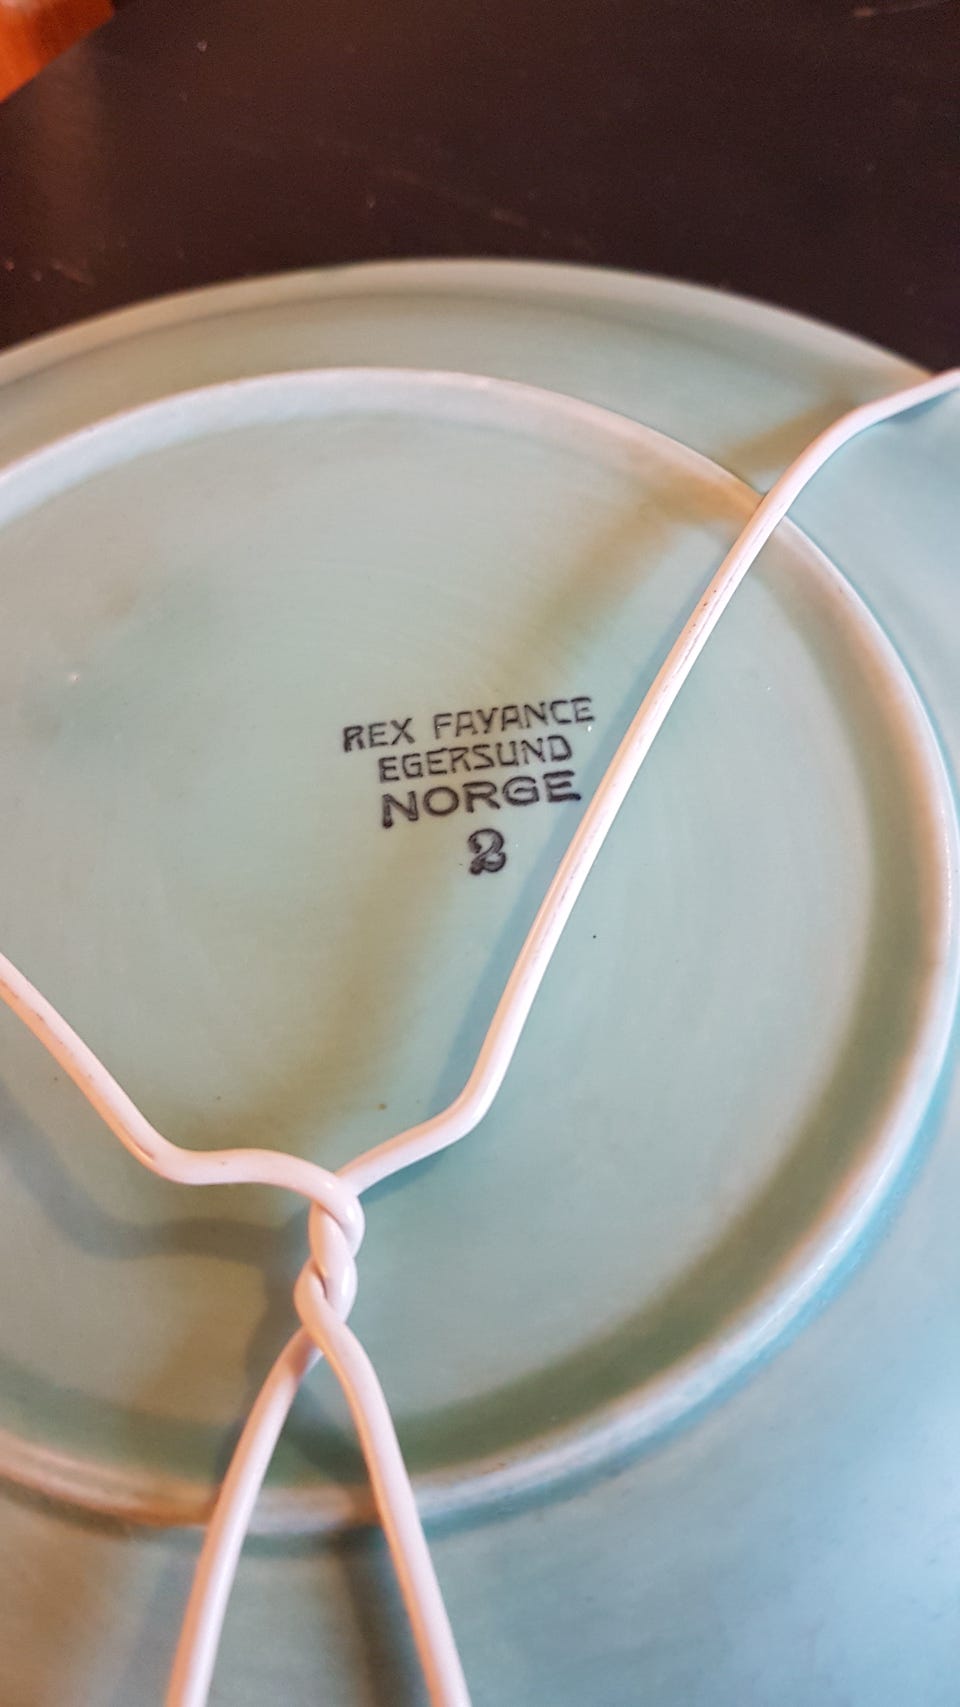 REX FAYANCE
EGERSUND
NORGE
2